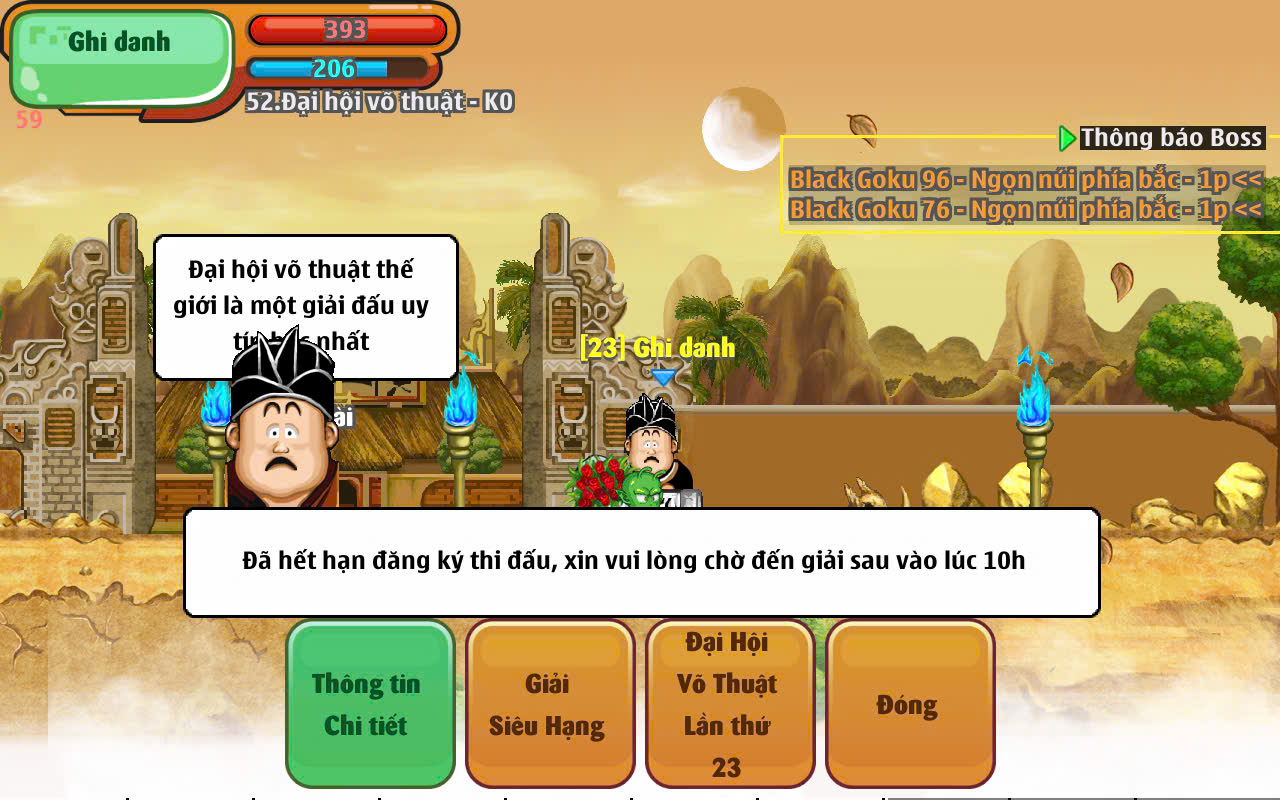 Ghi danh
393
206
52.Đại hội võ thuật - K0
59
Thông báo Boss
Black Goku 96 - Ngọn núi phía bắc - 1p <<
Black Goku 76 - Ngọn núi phía bắc - 1p <<
Đại hội võ thuật thế
giới là một giải đấu uy
nhất
[23] Ghi danh
Đã hết hạn đăng ký thi đấu, xin vui lòng chờ đến giải sau vào lúc 10h
Thông tin
Chi tiết
Giải
Siêu Hạng
Đại Hội
Võ Thuật
Lần thứ
23
Đóng